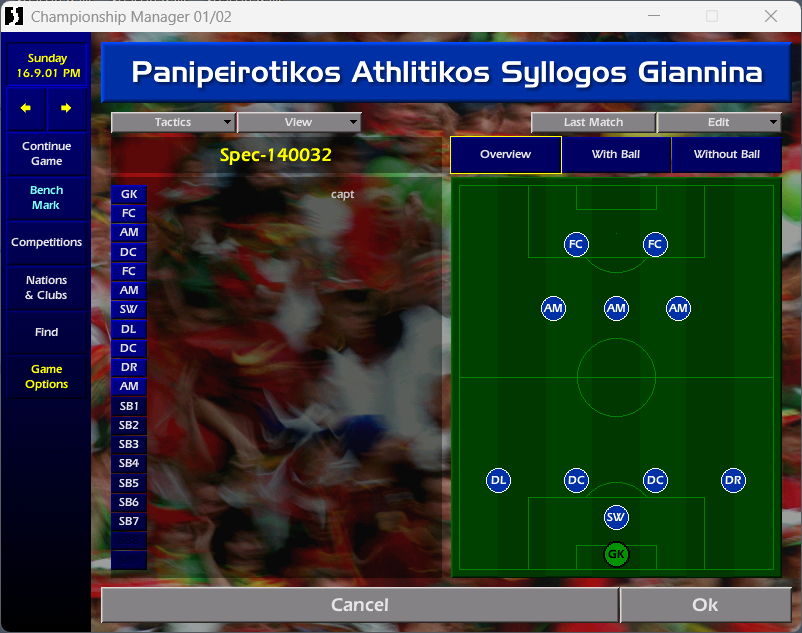 Championship Manager 01/02
Sunday
16.9.01 PM
Continue
Game
Bench
Mark
Competitions
Nations
& Clubs
Find
Game
Options
Panipeirotikos Athlitikos Syllogos Giannina
Tactics
View
Last Match
Edit
Spec-140032
Overview
With Ball
Without Ball
GK capt
FC
AM
DC
FC
AM
SW
DL
DC
DR
AM
SB1
SB2
SB3
SB4
SB5
SB6
SB7
FC FC
AM AM AM
DL DC DC DR
SW
GK
Cancel
Ok